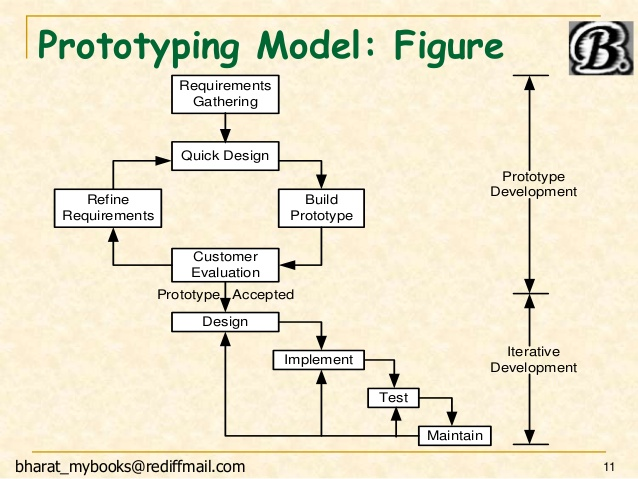 Prototyping Model: Figure
B.
Requirements
Gathering
Quick Design
Refine
Requirements
Build
Prototype
Prototype
Development
Customer
Evaluation
Prototype Accepted
Design
Implement
Iterative
Development
Test
Maintain
bharat_mybooks@rediffmail.com
11